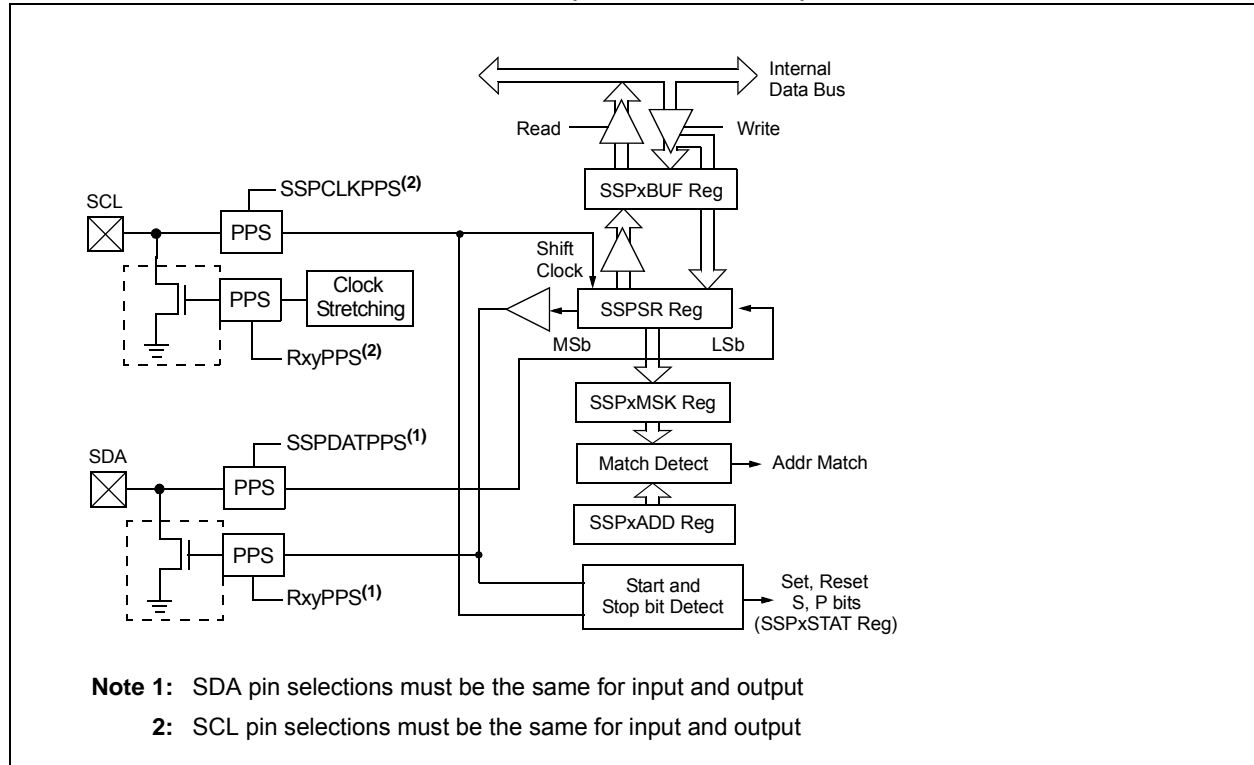 Internal
Data Bus
Read
Write
SSPxBUF Reg
SSPCLKPPS(2)
SCL
PPS
Shift
Clock
PPS
Clock
Stretching
SSPSR Reg
MSb
LSb
RxyPPS(2)
SSPxMSK Reg
SSPDATPPS(1)
SDA
PPS
Match Detect
Addr Match
SSPxADD Reg
PPS
RxyPPS(1)
Start and
Stop bit Detect
Set, Reset
S, P bits
(SSPxSTAT Reg)
Note 1: SDA pin selections must be the same for input and output
2: SCL pin selections must be the same for input and output